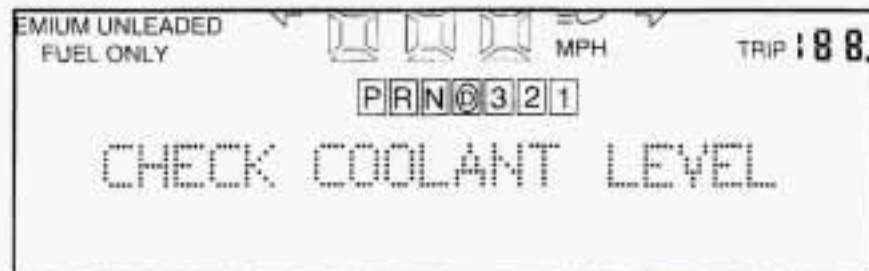 EMIUM UNLEADED
FUEL ONLY
MPH
TRIP 188.
PRND321
CHECK COOLANT LEVEL